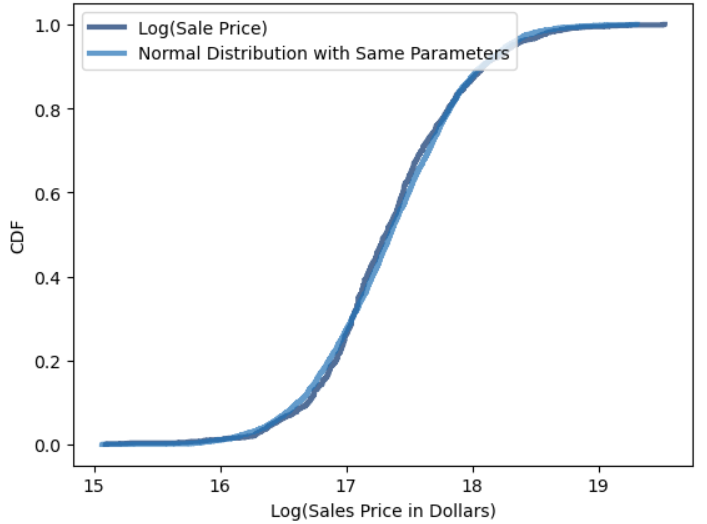 Log(Sale Price)
Normal Distribution with Same Parameters
1.0
0.8
0.6
0.4
0.2
0.0
CDF
15 16 17 18 19
Log(Sales Price in Dollars)